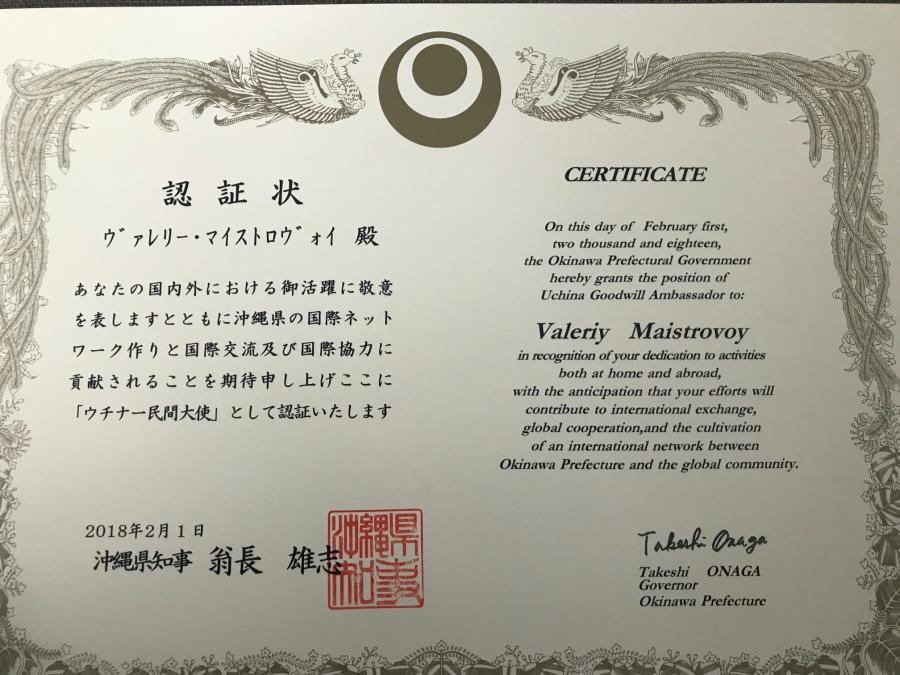 認証状
ヴァレリー・マイストロヴォイ 殿
あなたの国内外における御活躍に敬意
を表しますとともに沖縄県の国際ネット
ワーク作りと国際交流及び国際協力に
貢献されることを期待申し上げここに
「ウチナー民間大使」として認証いたします
2018年2月1日
沖縄県知事 翁長 雄志
沖縄県知事
CERTIFICATE
On this day of February first,
two thousand and eighteen,
the Okinawa Prefectural Government
hereby grants the position of
Uchina Goodwill Ambassador to:
Valeriy Maistrovoy
in recognition of your dedication to activities
both at home and abroad,
with the anticipation that your efforts will
contribute to international exchange,
global cooperation,and the cultivation
of an international network between
Okinawa Prefecture and the global community.
Takeshi Onaga
Takeshi ONAGA
Governor
Okinawa Prefecture